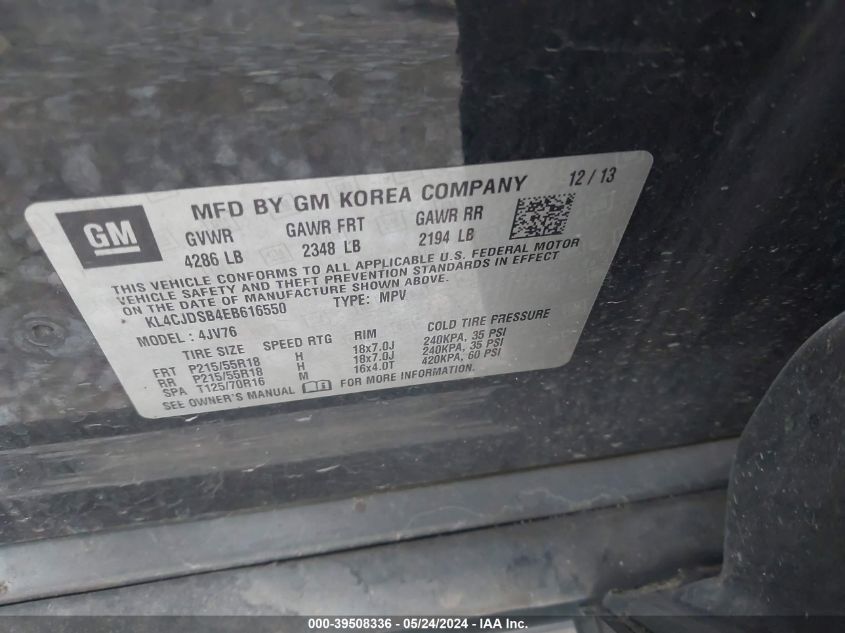 GM
MFD BY GM KOREA COMPANY 12 / 13
GVWR GAWR FRT GAWR RR
4286 LB 2348 LB 2194 LB
THIS VEHICLE CONFORMS TO ALL APPLICABLE U.S. FEDERAL MOTOR
VEHICLE SAFETY AND THEFT PREVENTION STANDARDS IN EFFECT
ON THE DATE OF MANUFACTURE SHOWN ABOVE.
KL4CJDSB4EB616550 TYPE: MPV
MODEL: 4JV76
TIRE SIZE SPEED RTG RIM COLD TIRE PRESSURE
FRT P215/55R18 H 18x7.0J 240KPA, 35 PSI
RR P215/55R18 H 18x7.0J 240KPA, 35 PSI
SPA T125/70R16 M 16x4.0T 420KPA, 60 PSI
SEE OWNER'S MANUAL FOR MORE INFORMATION.
000-39508336 - 05/24/2024 - IAA Inc.